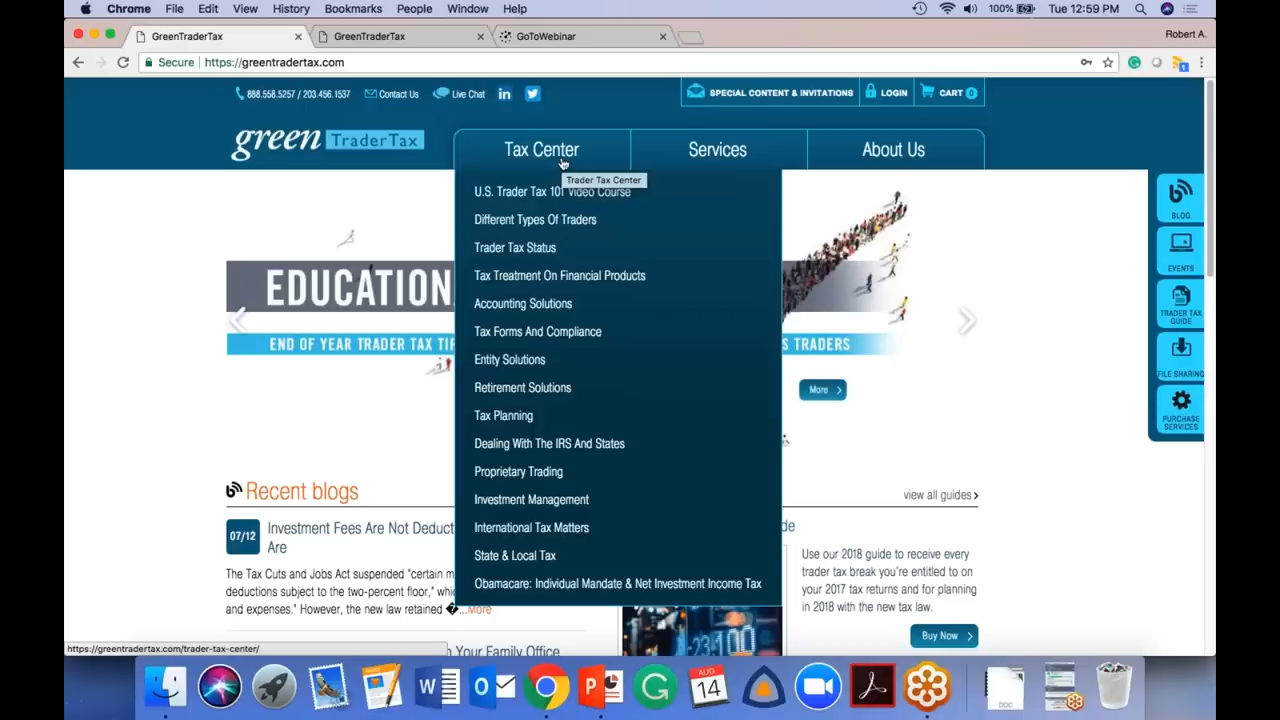 Chrome File Edit View History Bookmarks People Window Help 100% Tue 12:59 PM
GreenTraderTax GreenTraderTax GoToWebinar Robert A.
Secure https://greentradertax.com
888.558.5257 / 203.456.1537 Contact Us Live Chat SPECIAL CONTENT & INVITATIONS LOGIN CART 0
green TraderTax Tax Center Services About Us
Trader Tax Center
U.S. Trader Tax 101 Video Course
Different Types Of Traders
Trader Tax Status
Tax Treatment On Financial Products
Accounting Solutions
Tax Forms And Compliance
Entity Solutions
Retirement Solutions
Tax Planning
Dealing With The IRS And States
Proprietary Trading
Investment Management
International Tax Matters
State & Local Tax
Obamacare: Individual Mandate & Net Investment Income Tax
EDUCATION
END OF YEAR TRADER TAX TIP
S TRADERS
More
BLOG
EVENTS
TRADER TAX
GUIDE
FILE SHARING
PURCHASE
SERVICES
Recent blogs
view all guides
07/12
Investment Fees Are Not Deduct
Are
The Tax Cuts and Jobs Act suspended "certain m
deductions subject to the two-percent floor," whic
and expenses." However, the new law retained �...More
Your Family Office
de
Use our 2018 guide to receive every
trader tax break you're entitled to on
your 2017 tax returns and for planning
in 2018 with the new tax law.
Buy Now
https://greentradertax.com/trader-tax-center/
AUG
14
DOC